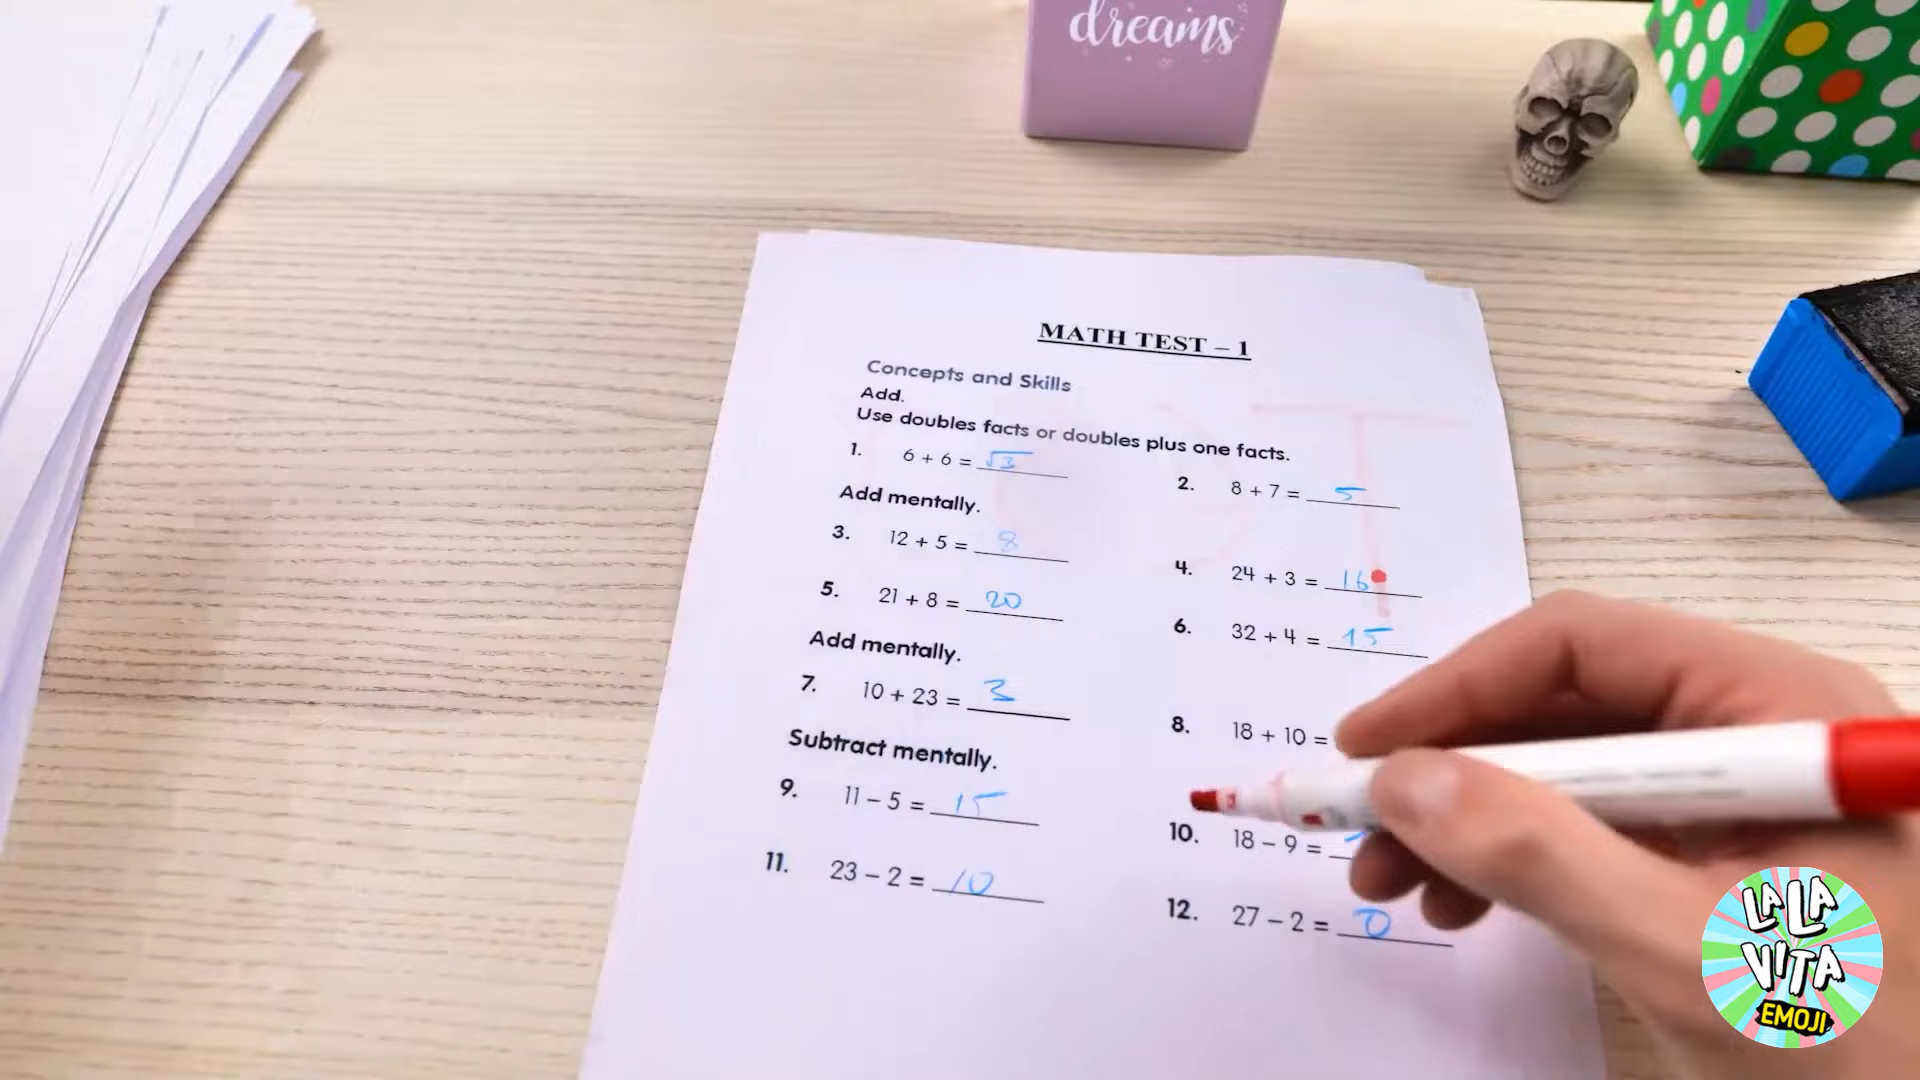 dreams
MATH TEST – 1
Concepts and Skills
Add.
Use doubles facts or doubles plus one facts.
1. 6 + 6 = √3
2. 8 + 7 = 5
Add mentally.
3. 12 + 5 = 8
4. 24 + 3 = 16
5. 21 + 8 = 20
6. 32 + 4 = 15
Add mentally.
7. 10 + 23 = 3
8. 18 + 10 =
Subtract mentally.
9. 11 – 5 = 15
10. 18 – 9 =
11. 23 – 2 = 10
12. 27 – 2 = 0
LA LA
VITA
EMOJI